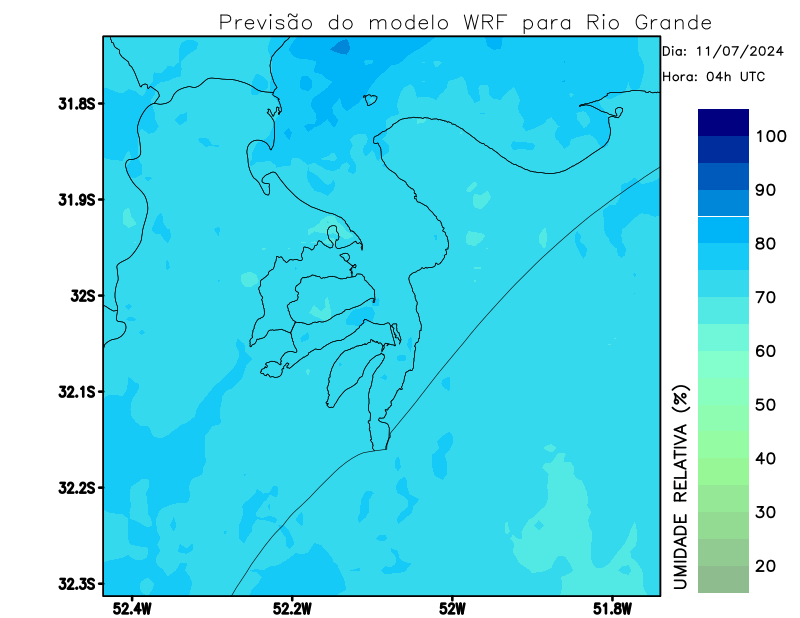 Previsão do modelo WRF para Rio Grande
Dia: 11/07/2024
Hora: 04h UTC
31.8S
31.9S
32S
32.1S
32.2S
32.3S
52.4W
52.2W
52W
51.8W
100
90
80
70
60
50
40
30
20
UMIDADE RELATIVA (%)